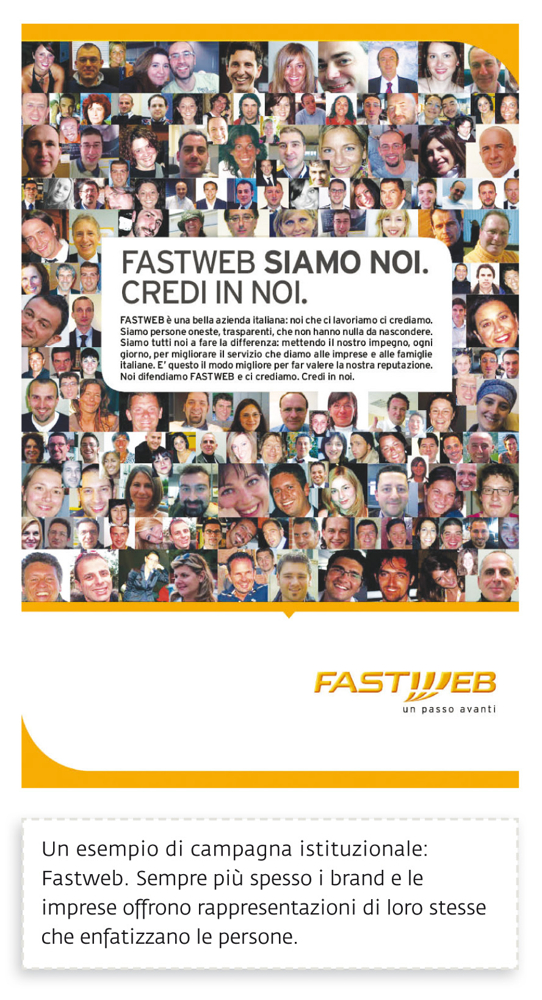 FASTWEB SIAMO NOI.
CREDI IN NOI.
FASTWEB è una bella azienda italiana: noi che ci lavoriamo ci crediamo.
Siamo persone oneste, trasparenti, che non hanno nulla da nascondere.
Siamo tutti noi a fare la differenza: mettendo il nostro impegno, ogni
giorno, per migliorare il servizio che diamo alle imprese e alle famiglie
italiane. E' questo il modo migliore per far valere la nostra reputazione.
Noi difendiamo FASTWEB e ci crediamo. Credi in noi.
FASTWEB
un passo avanti
Un esempio di campagna istituzionale:
Fastweb. Sempre più spesso i brand e le
imprese offrono rappresentazioni di loro stesse
che enfatizzano le persone.